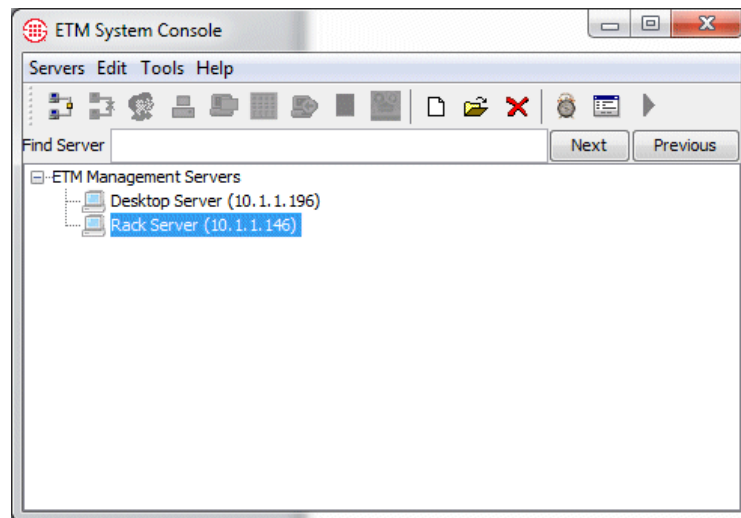 ETM System Console
Servers Edit Tools Help
Find Server Next Previous
ETM Management Servers
Desktop Server (10.1.1.196)
Rack Server (10.1.1.146)